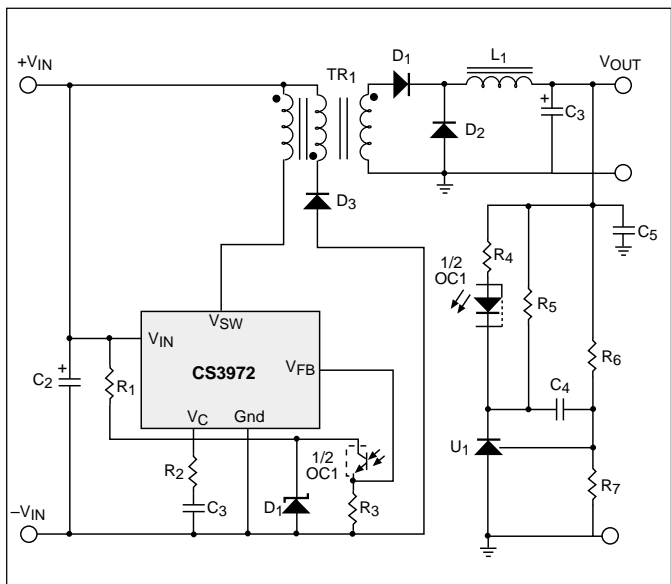 +VIN
TR1
D1
L1
VOUT
C3
D2
D3
C5
1/2
OC1
R4
R5
R6
VSW
VIN
CS3972
VFB
C2
R1
VC
Gnd
C4
U1
R2
1/2
OC1
R7
C3
D1
R3
–VIN